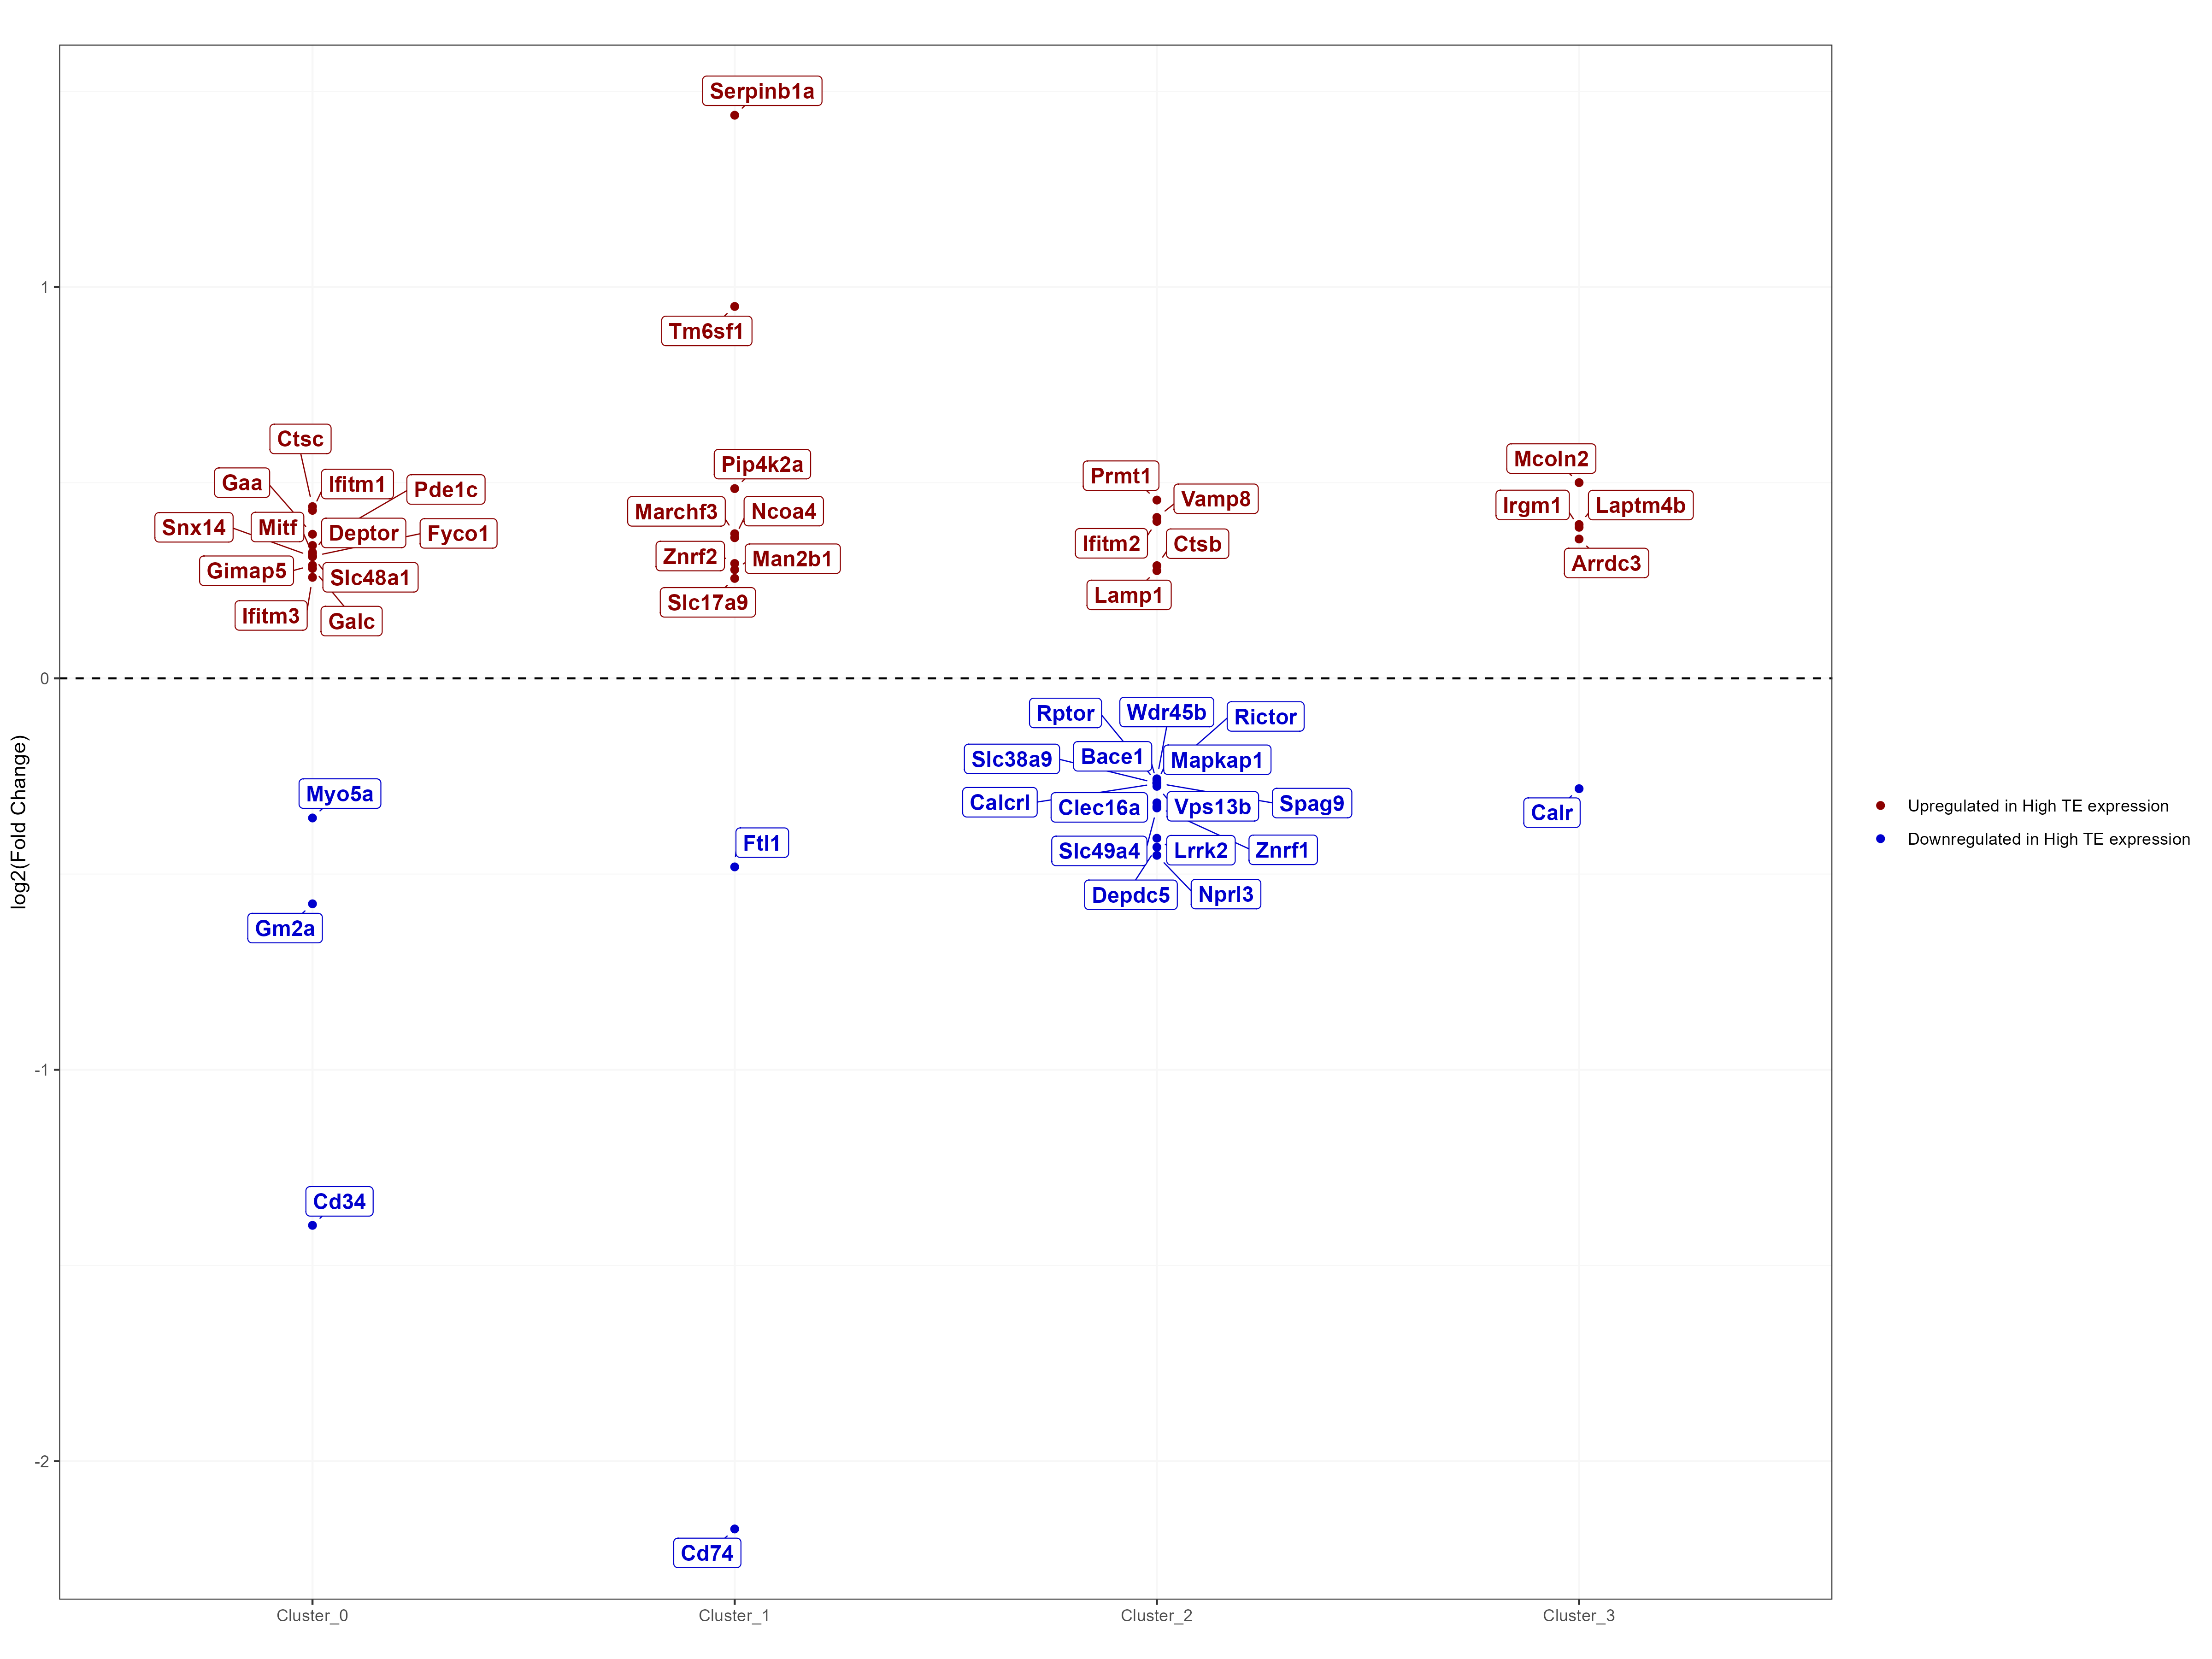 Serpinb1a
1
Tm6sf1
Ctsc
Mcoln2
Pip4k2a
Prmt1
Gaa
Ifitm1
Pde1c
Vamp8
Marchf3
Ncoa4
Irgm1
Laptm4b
Snx14
Mitf
Deptor
Fyco1
Ifitm2
Ctsb
Znrf2
Man2b1
Arrdc3
Gimap5
Slc48a1
Lamp1
Slc17a9
Ifitm3
Galc
0
Rptor
Wdr45b
Rictor
Slc38a9
Bace1
Mapkap1
Myo5a
Calcrl
Clec16a
Vps13b
Spag9
Calr
Upregulated in High TE expression
Downregulated in High TE expression
log2(Fold Change)
Ftl1
Slc49a4
Lrrk2
Znrf1
Depdc5
Nprl3
Gm2a
-1
Cd34
-2
Cd74
Cluster_0
Cluster_1
Cluster_2
Cluster_3